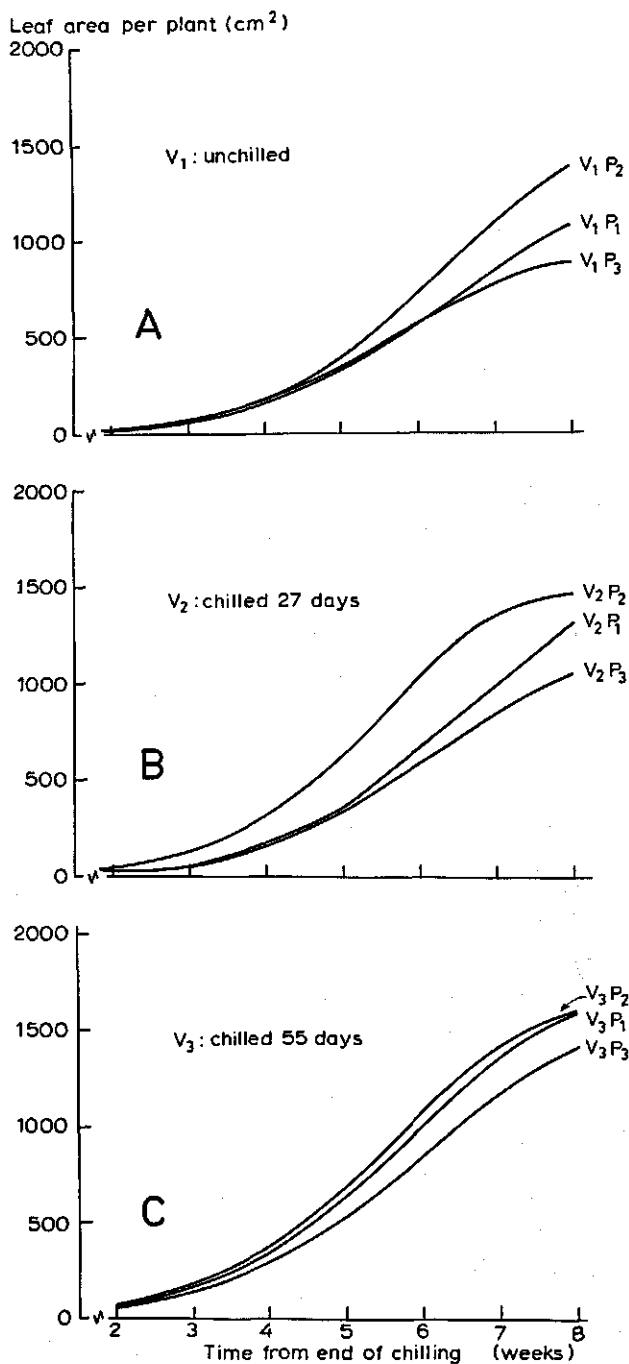 Leaf area per plant (cm²)
2000
1500
1000
500
0
V₁ : unchilled
A
V₁ P₂
V₁ P₁
V₁ P₃
2000
1500
1000
500
0
V₂ : chilled 27 days
B
V₂ P₂
V₂ P₁
V₂ P₃
2000
1500
1000
500
0
V₃ : chilled 55 days
C
V₃ P₂
V₃ P₁
V₃ P₃
2 3 4 5 6 7 8
Time from end of chilling (weeks)